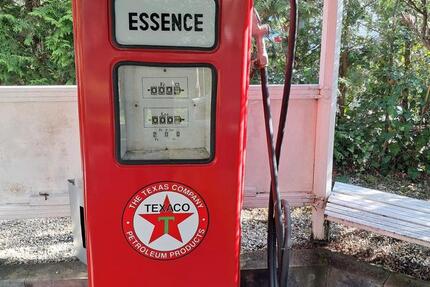 ESSENCE
THE TEXAS COMPANY
TEXACO
T
PETROLEUM PRODUCTS